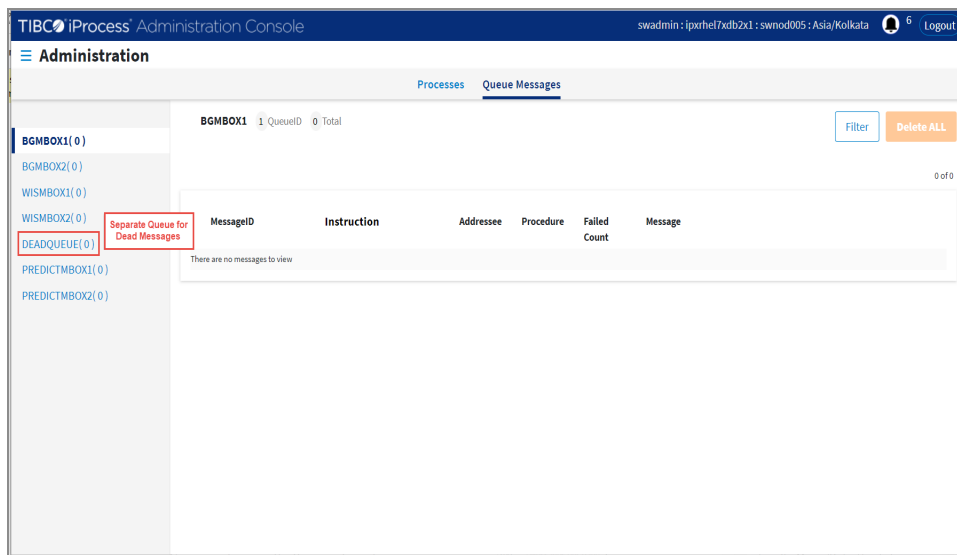 TIBCO iProcess® Administration Console
swadmin : ipxrhel7xdb2x1 : swnod005 : Asia/Kolkata
6
Logout
Administration
Processes
Queue Messages
BGMBOX1 1 QueueID 0 Total
Filter
Delete ALL
BGMBOX1( 0 )
BGMBOX2( 0 )
0 of 0
WISMBOX1( 0 )
WISMBOX2( 0 )
DEADQUEUE( 0 )
PREDICTMBOX1( 0 )
PREDICTMBOX2( 0 )
Separate Queue for
Dead Messages
MessageID Instruction Addressee Procedure Failed Message
Count
There are no messages to view